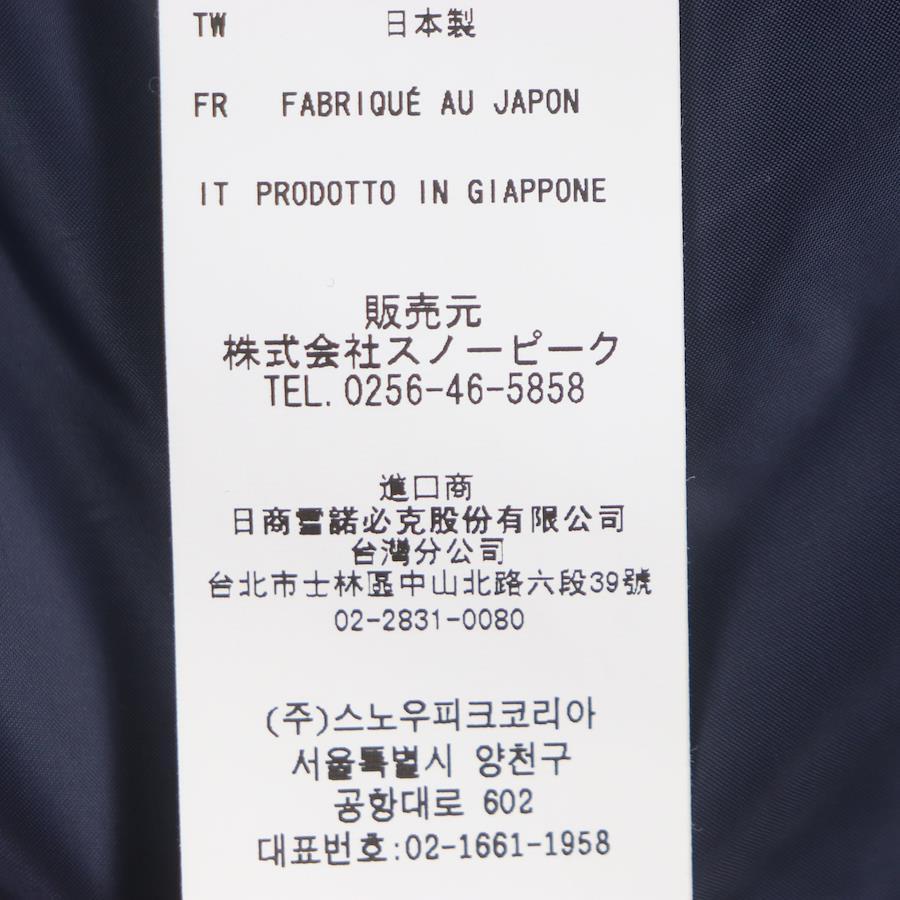 TW 日本製
FR FABRIQUÉ AU JAPON
IT PRODOTTO IN GIAPPONE
販売元
株式会社スノーピーク
TEL.0256-46-5858
進口商
日商雪諾必克股份有限公司
台灣分公司
台北市士林區中山北路六段39號
02-2831-0080
(주)스노우피크코리아
서울특별시 양천구
공항대로 602
대표번호:02-1661-1958